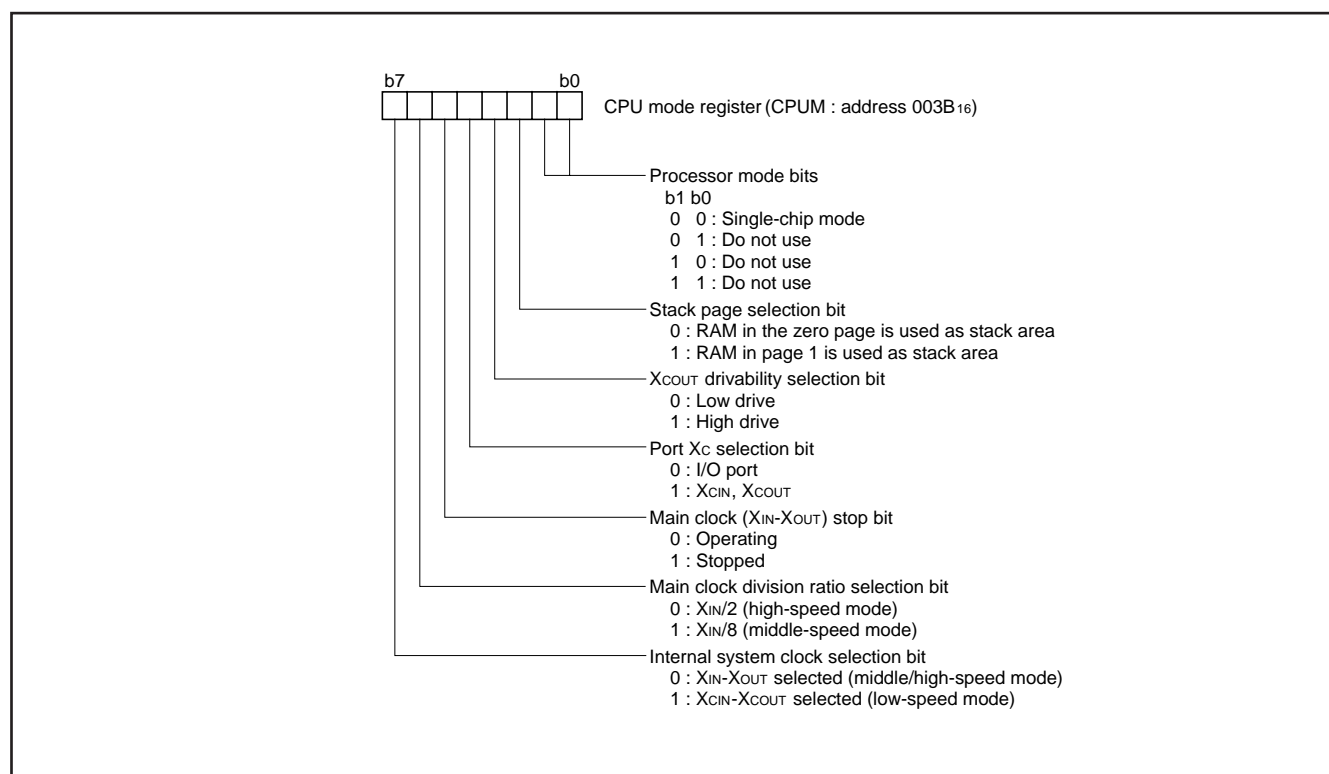 b7 b0
CPU mode register (CPUM : address 003B16)
Processor mode bits
b1 b0
0 0 : Single-chip mode
0 1 : Do not use
1 0 : Do not use
1 1 : Do not use
Stack page selection bit
0 : RAM in the zero page is used as stack area
1 : RAM in page 1 is used as stack area
XCOUT drivability selection bit
0 : Low drive
1 : High drive
Port XC selection bit
0 : I/O port
1 : XCIN, XCOUT
Main clock (XIN-XOUT) stop bit
0 : Operating
1 : Stopped
Main clock division ratio selection bit
0 : XIN/2 (high-speed mode)
1 : XIN/8 (middle-speed mode)
Internal system clock selection bit
0 : XIN-XOUT selected (middle/high-speed mode)
1 : XCIN-XCOUT selected (low-speed mode)